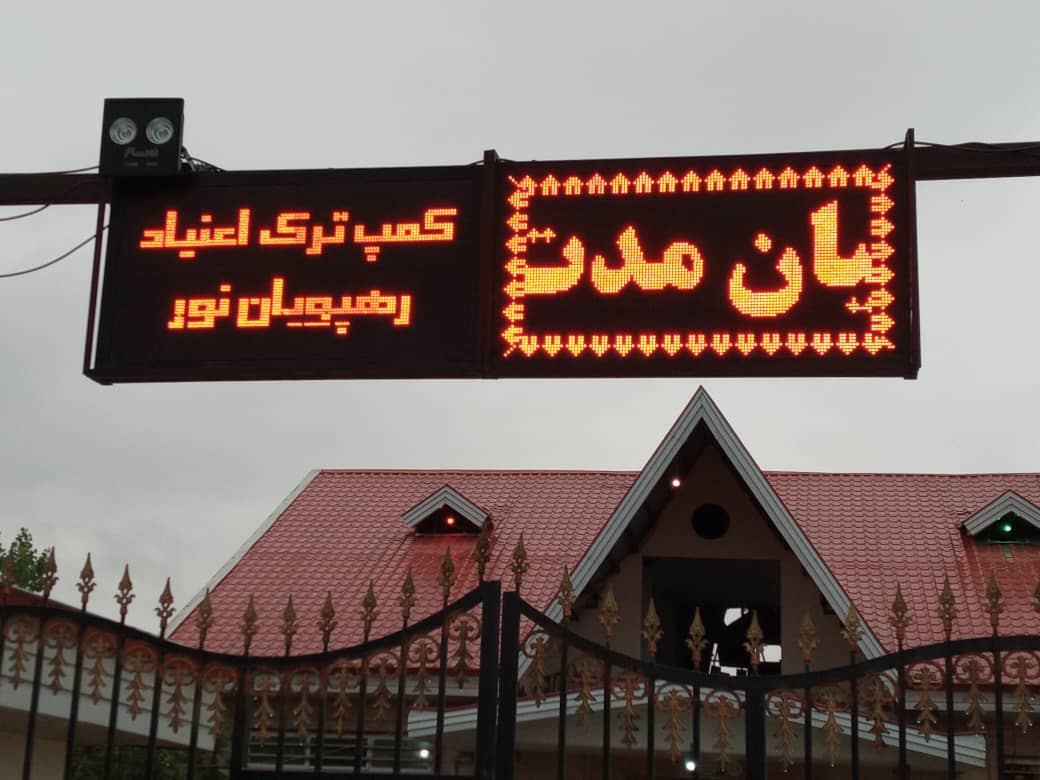 کمپ ترک اعتیاد
رهپویان نور
یان مدت